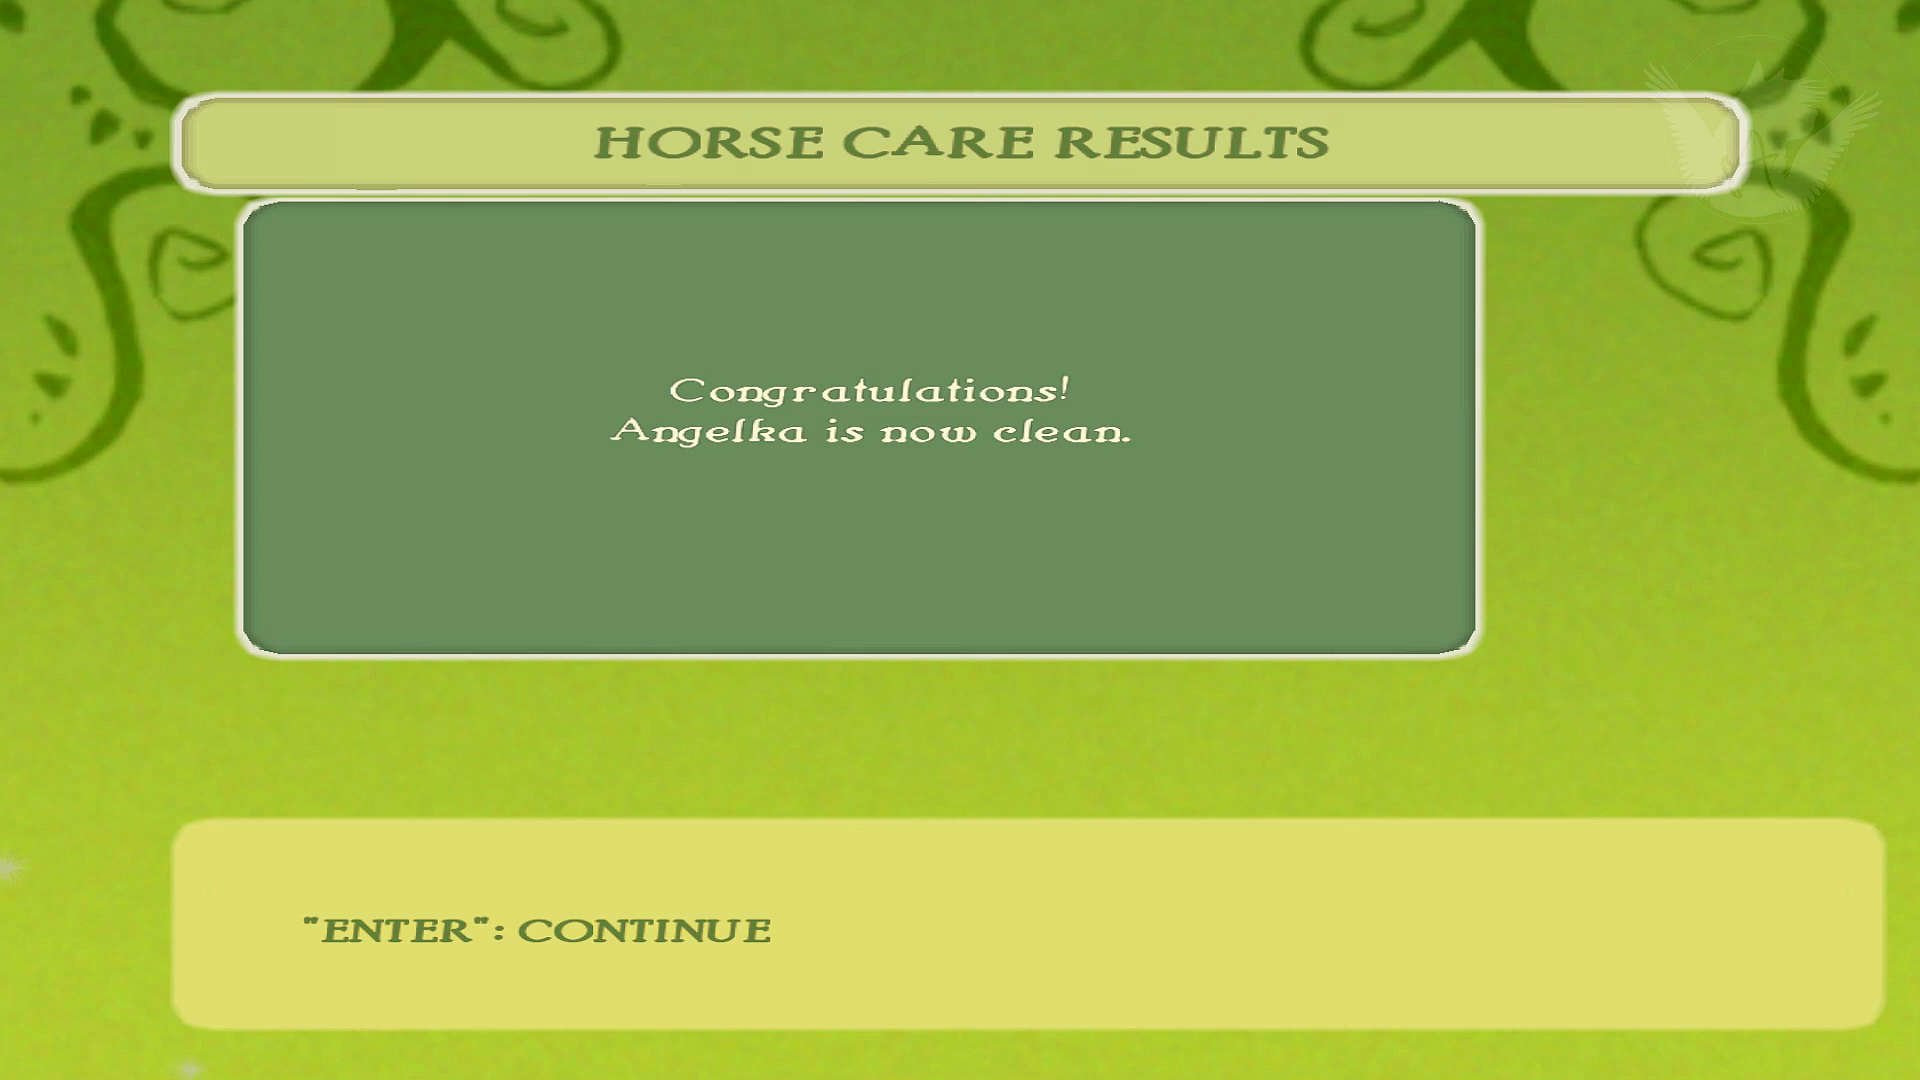 HORSE CARE RESULTS
Congratulations!
Angelka is now clean.
"ENTER": CONTINUE